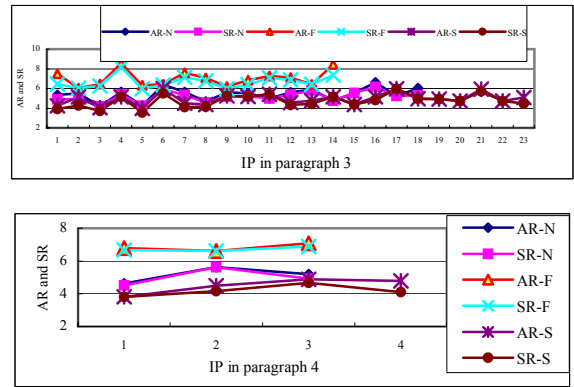 AR-N SR-N AR-F SR-F AR-S SR-S
10
8
6
4
2
AR and SR
1 2 3 4 5 6 7 8 9 10 11 12 13 14 15 16 17 18 19 20 21 22 23
IP in paragraph 3
8
6
4
2
AR and SR
1 2 3 4
IP in paragraph 4
AR-N
SR-N
AR-F
SR-F
AR-S
SR-S